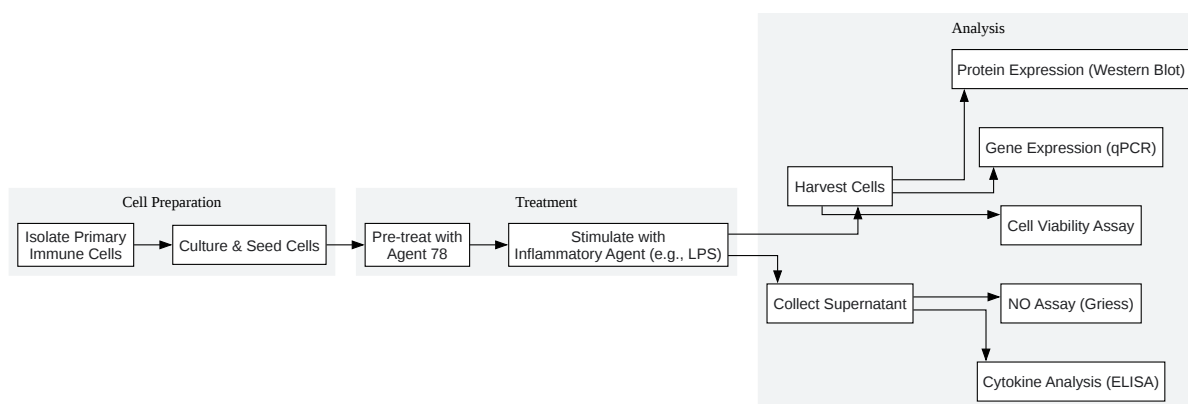 Cell Preparation
Isolate Primary
Immune Cells
Culture & Seed Cells
Treatment
Pre-treat with
Agent 78
Stimulate with
Inflammatory Agent (e.g., LPS)
Analysis
Protein Expression (Western Blot)
Gene Expression (qPCR)
Harvest Cells
Cell Viability Assay
Collect Supernatant
NO Assay (Griess)
Cytokine Analysis (ELISA)